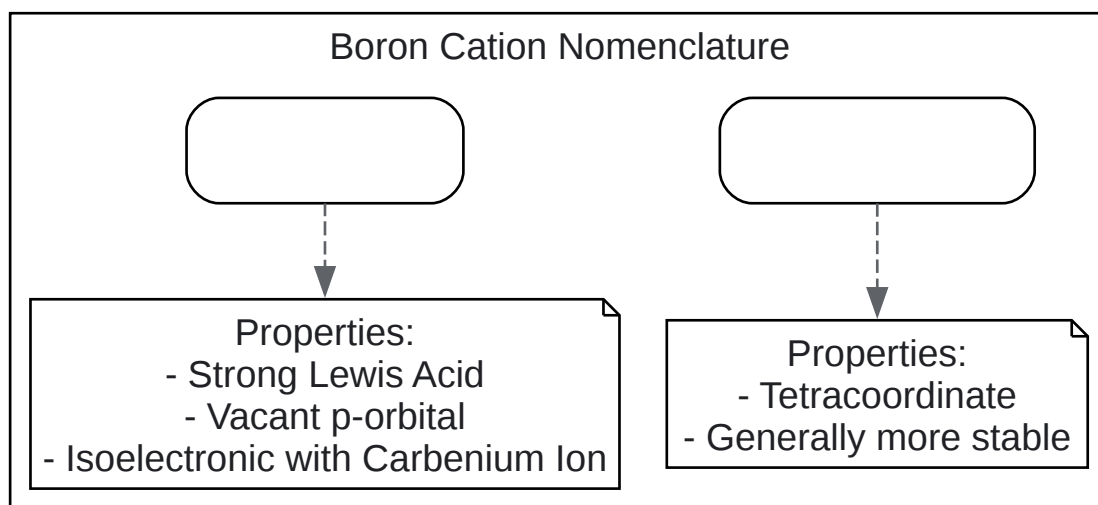 Boron Cation Nomenclature
Properties:
- Strong Lewis Acid
- Vacant p-orbital
- Isoelectronic with Carbenium Ion
Properties:
- Tetracoordinate
- Generally more stable